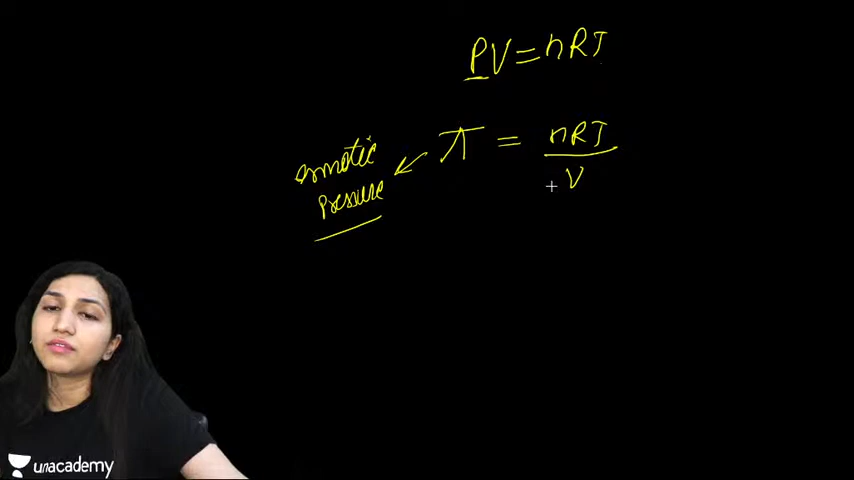 PV = nRT
π = nRT / V
osmotic
pressure
unacademy